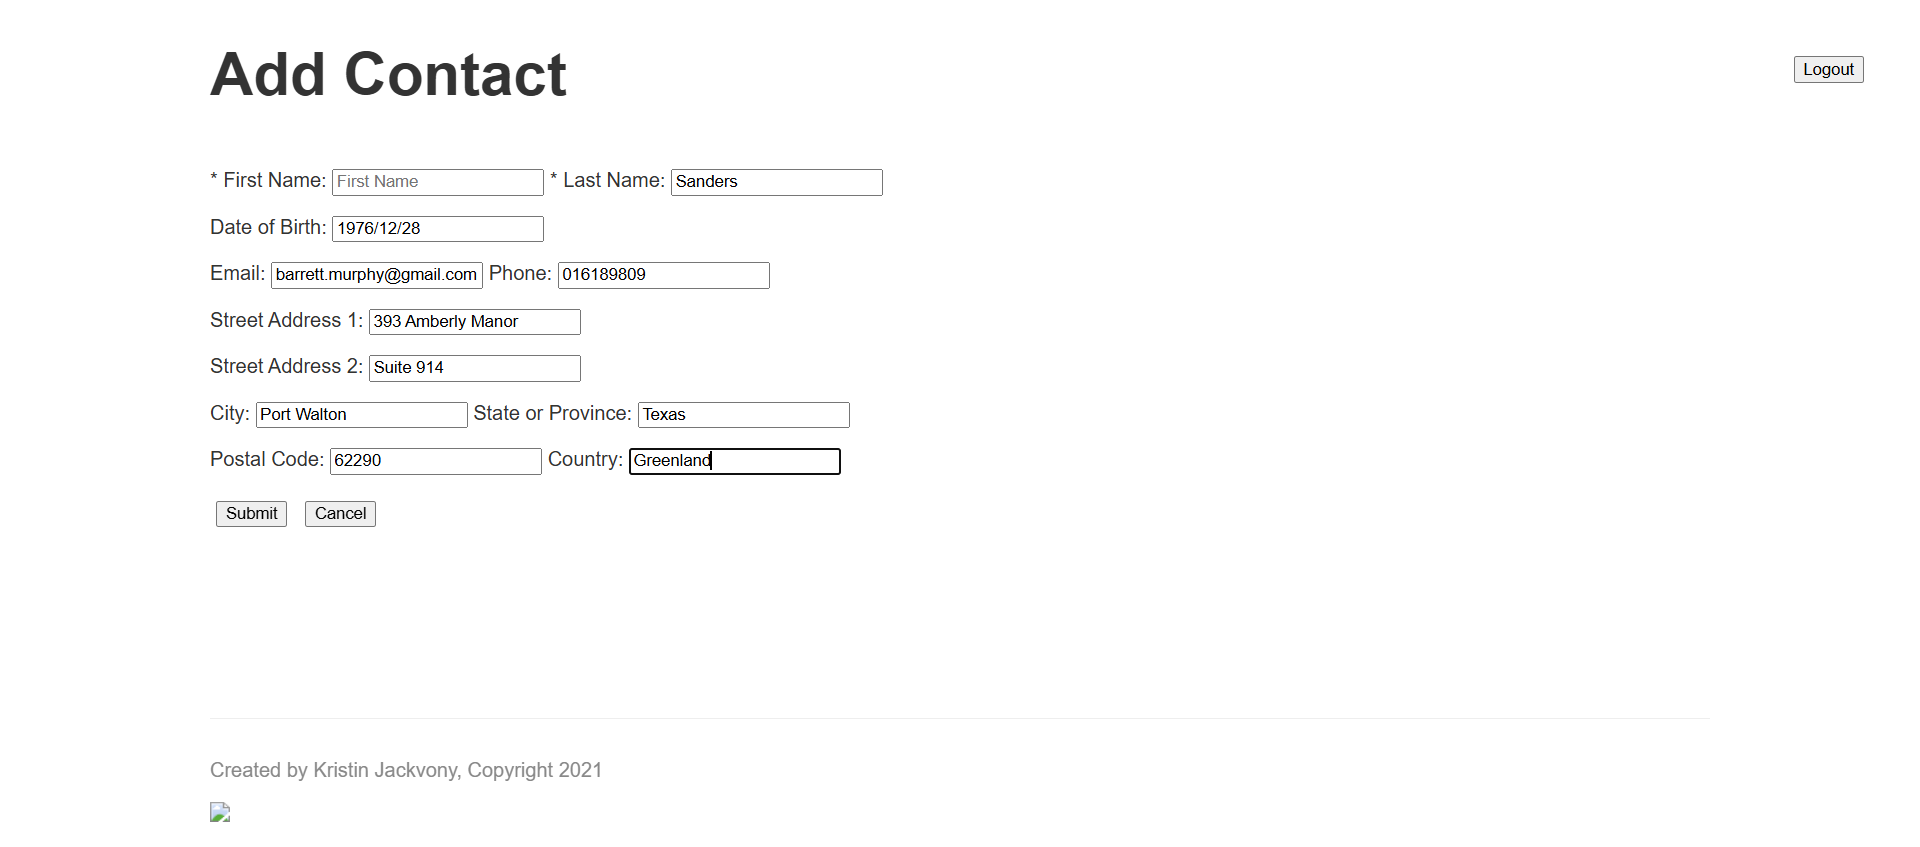 Add Contact
Logout
* First Name: First Name * Last Name: Sanders
Date of Birth: 1976/12/28
Email: barrett.murphy@gmail.com Phone: 016189809
Street Address 1: 393 Amberly Manor
Street Address 2: Suite 914
City: Port Walton State or Province: Texas
Postal Code: 62290 Country: Greenland
Submit Cancel
Created by Kristin Jackvony, Copyright 2021